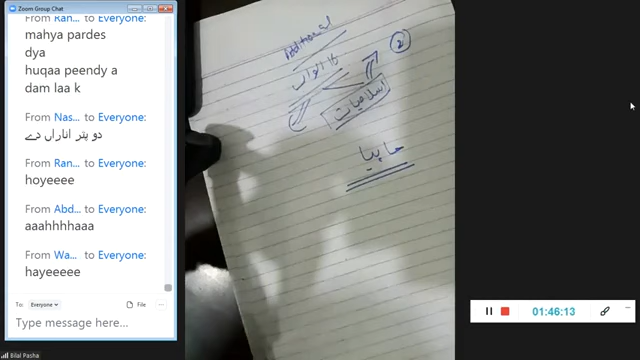 Zoom Group Chat
From Ran... to Everyone:
mahya pardes
dya
huqaa peendy a
dam laa k
From Nas... to Everyone:
دو پتر اناراں دے
From Ran... to Everyone:
hoyeeee
From Abd... to Everyone:
aaahhhhaaa
From Wa... to Everyone:
hayeeeee
To: Everyone
File
Type message here...
Bilal Pasha
Additional
2
اسلامیات
ماہیا
01:46:13